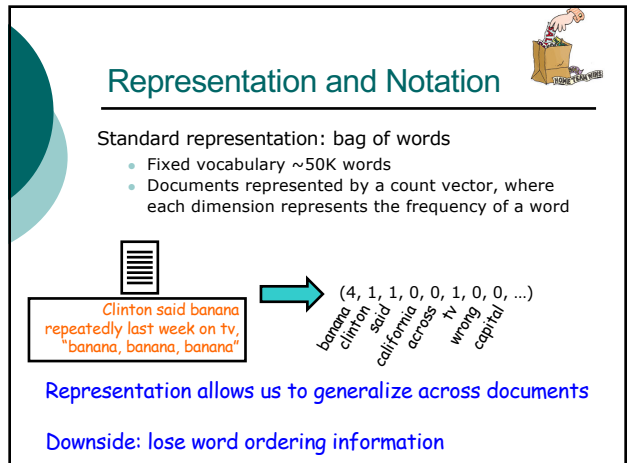 Representation and Notation
HOME TEAM WINS
Standard representation: bag of words
Fixed vocabulary ~50K words
Documents represented by a count vector, where
each dimension represents the frequency of a word
Clinton said banana
repeatedly last week on tv,
“banana, banana, banana”
(4, 1, 1, 0, 0, 1, 0, 0, …)
banana
clinton
said
california
across
tv
wrong
capital
Representation allows us to generalize across documents
Downside: lose word ordering information